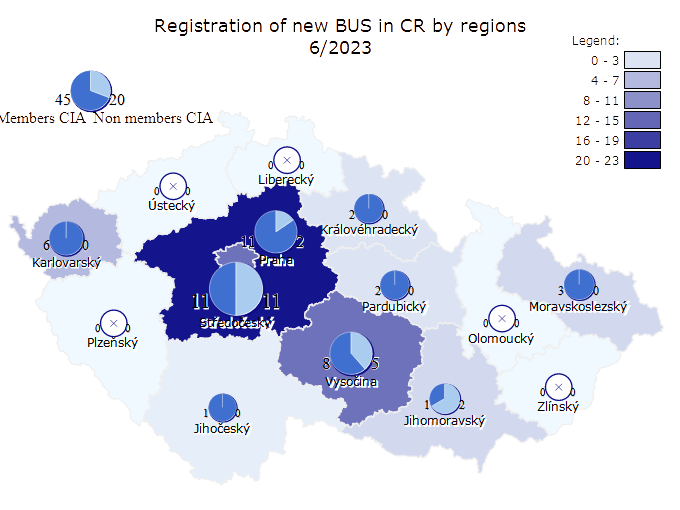 Registration of new BUS in CR by regions
6/2023
Legend:
0 - 3
4 - 7
8 - 11
12 - 15
16 - 19
20 - 23
45 20
Members CIA Non members CIA
0 0
Liberecký
0 0
Ústecký
2 0
Královéhradecký
6 0
Karlovarský
11 2
Praha
11 11
Středočeský
2 0
Pardubický
3 0
Moravskoslezský
0 0
Plzeňský
0 0
Olomoucký
8 5
Vysočina
0 0
Zlínský
1 0
Jihočeský
1 2
Jihomoravský